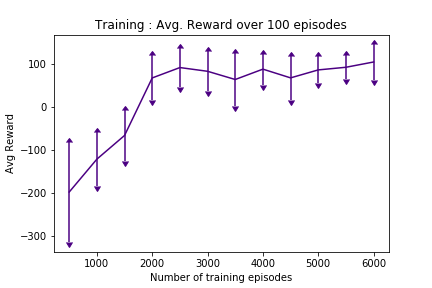 Training : Avg. Reward over 100 episodes
100
0
−100
−200
−300
Avg Reward
1000 2000 3000 4000 5000 6000
Number of training episodes